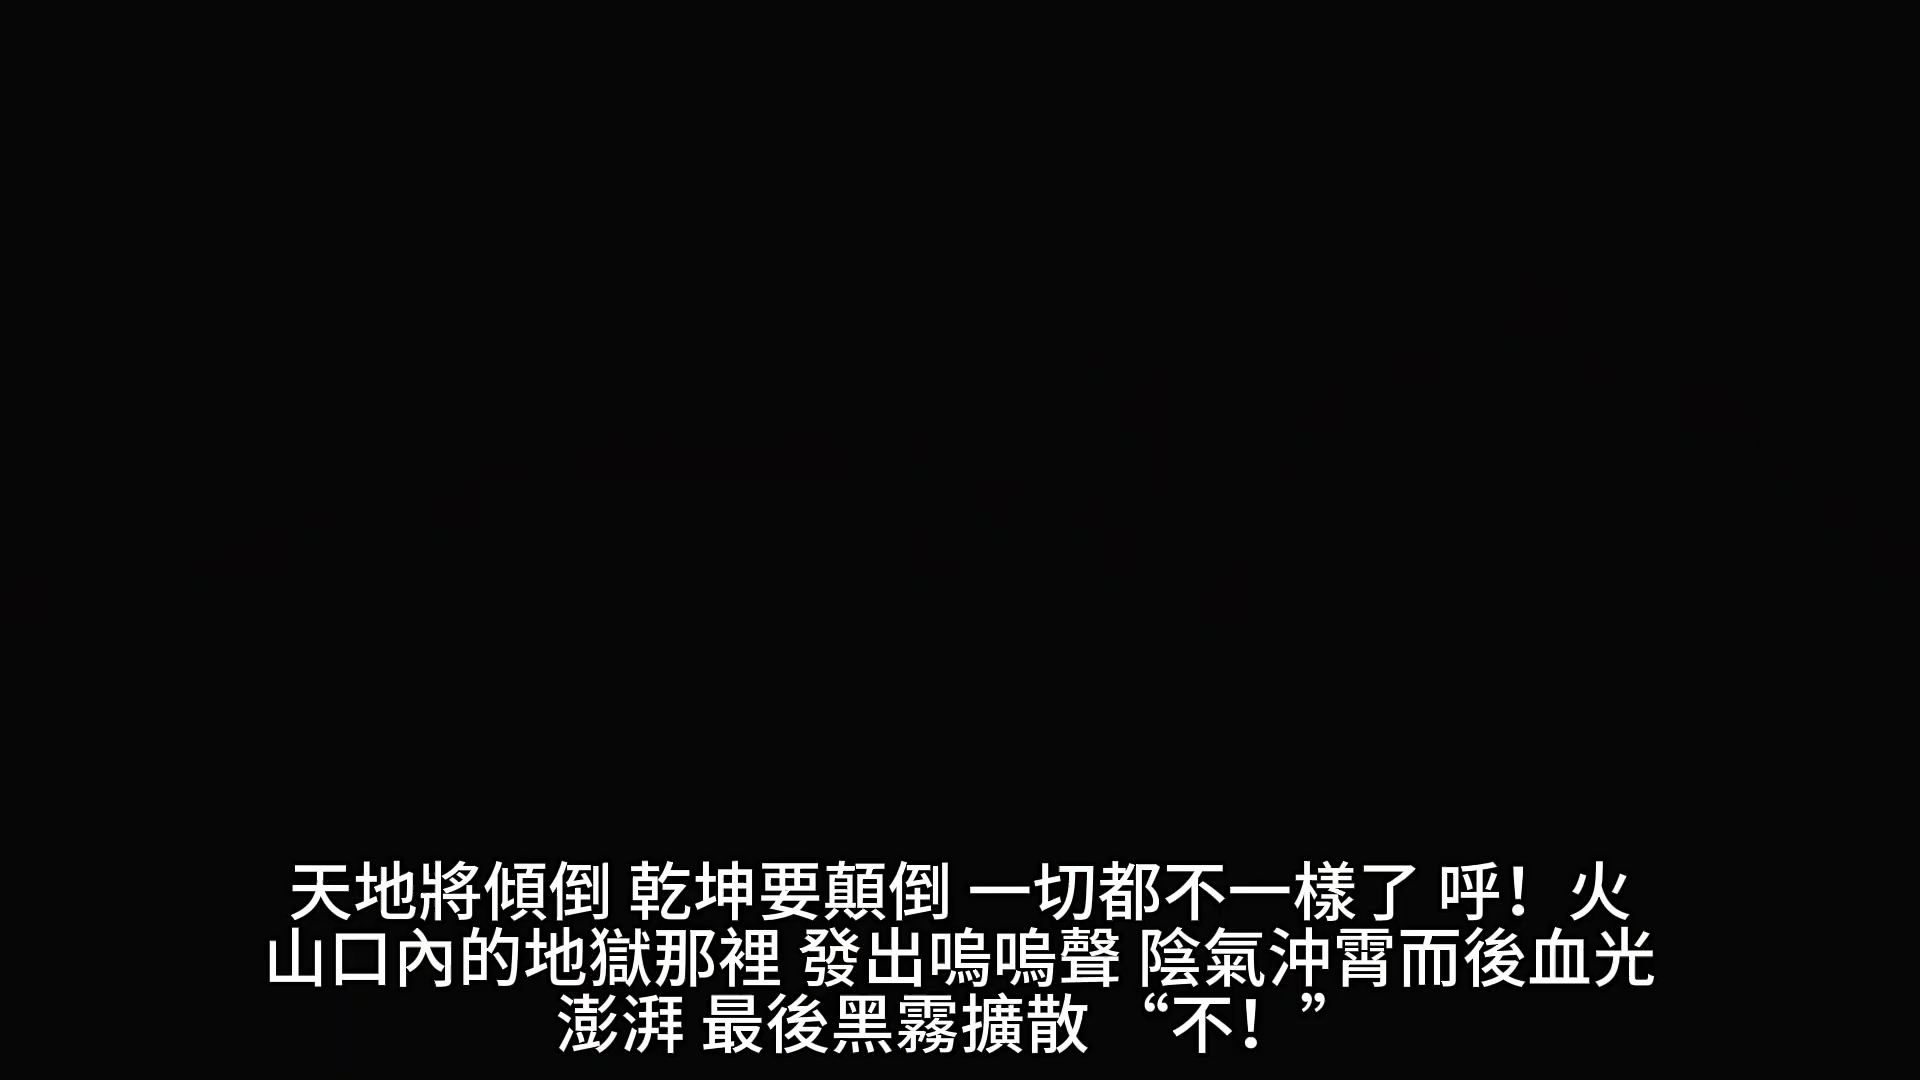 天地將傾倒 乾坤要顛倒 一切都不一樣了 呼！火
山口內的地獄那裡 發出嗚嗚聲 陰氣沖霄而後血光
澎湃 最後黑霧擴散 “不！”